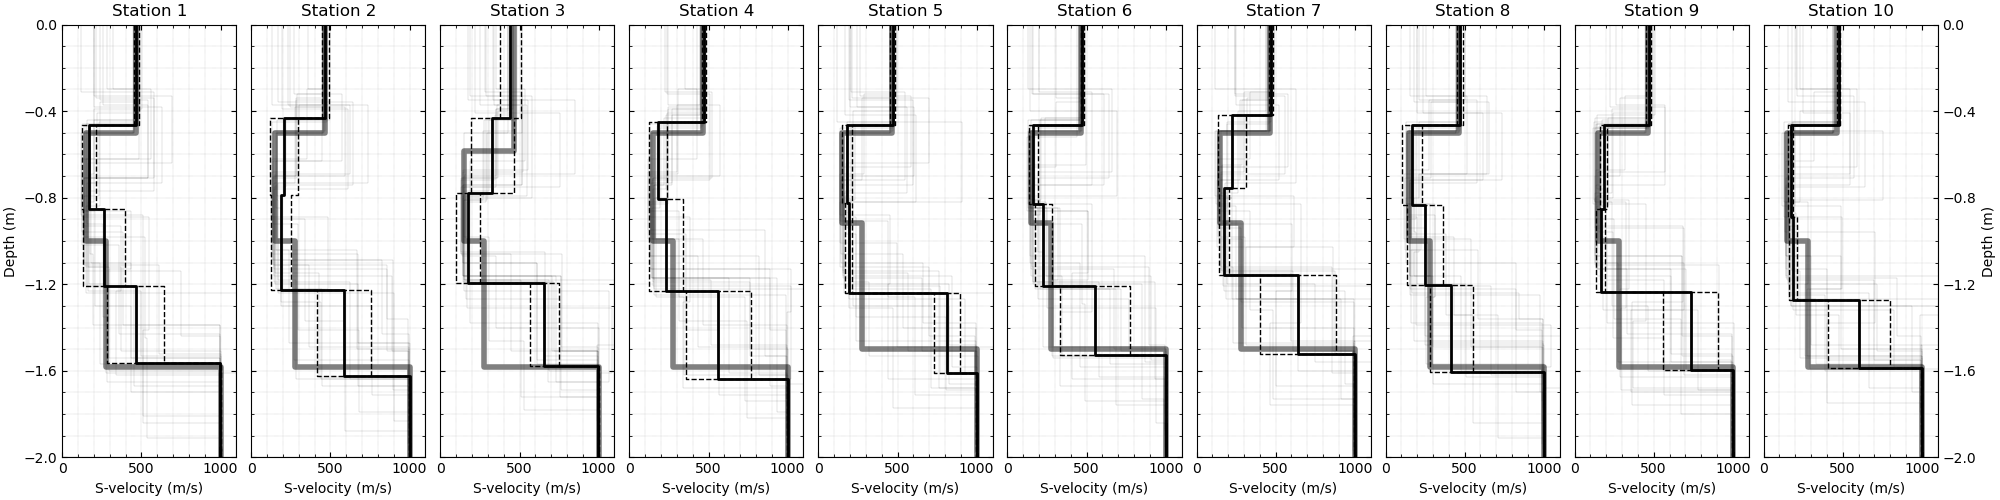 Station 1 Station 2 Station 3 Station 4 Station 5 Station 6 Station 7 Station 8 Station 9 Station 10
0.0 0.0
−0.4 −0.4
−0.8 −0.8
Depth (m) Depth (m)
−1.2 −1.2
−1.6 −1.6
−2.0 −2.0
0 500 1000 0 500 1000 0 500 1000 0 500 1000 0 500 1000 0 500 1000 0 500 1000 0 500 1000 0 500 1000 0 500 1000
S-velocity (m/s) S-velocity (m/s) S-velocity (m/s) S-velocity (m/s) S-velocity (m/s) S-velocity (m/s) S-velocity (m/s) S-velocity (m/s) S-velocity (m/s) S-velocity (m/s)